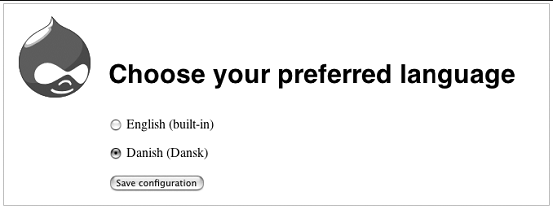 Choose your preferred language
English (built-in)
Danish (Dansk)
Save configuration